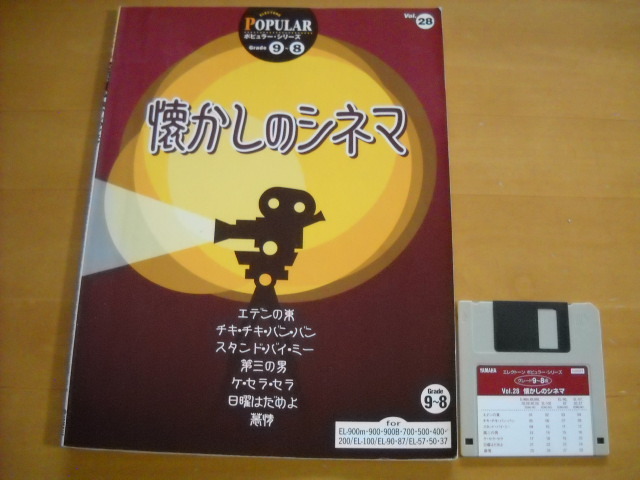 ELECTONE
POPULAR
ポピュラー・シリーズ
Grade 9~8
Vol. 28
懐かしのシネマ
エデンの東
チキ・チキ・バン・バン
スタンド・バイ・ミー
第三の男
ケ・セラ・セラ
日曜はだめよ
慕情
Grade
9~8
for
EL-900m・900・900B・700・500・400・
200/EL-100/EL-90・87/EL-57・50・37
YAMAHA
エレクトーン ポピュラー・シリーズ
グレード9~8級
Vol.28 懐かしのシネマ